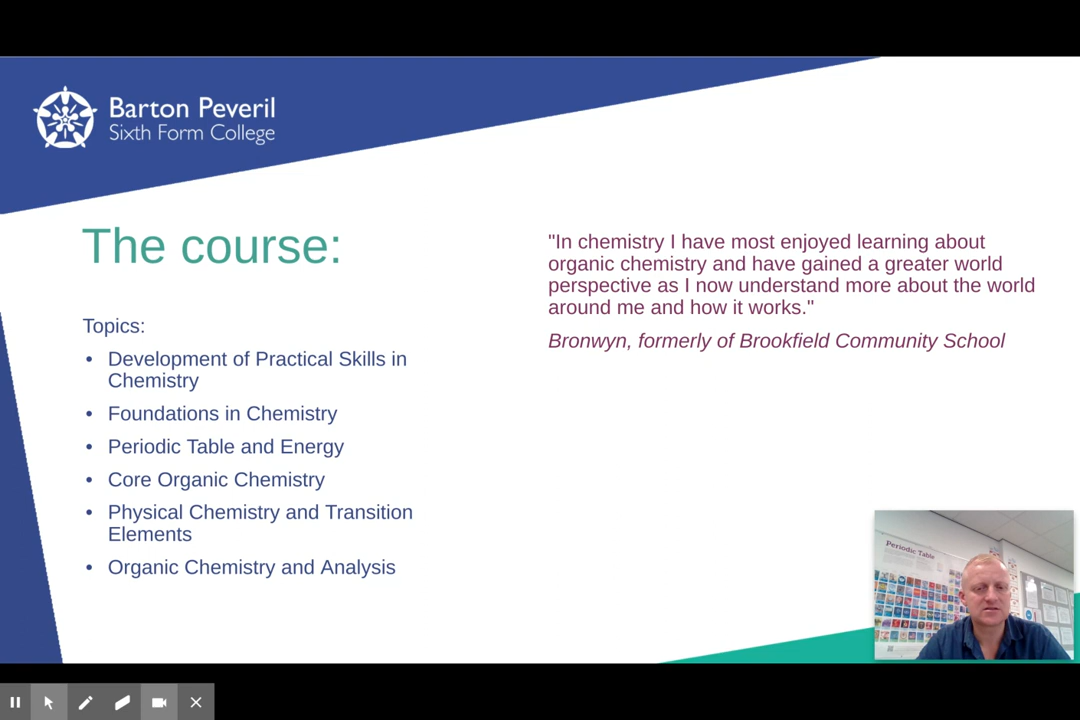 Barton Peveril
Sixth Form College
The course:
Topics:
• Development of Practical Skills in
Chemistry
• Foundations in Chemistry
• Periodic Table and Energy
• Core Organic Chemistry
• Physical Chemistry and Transition
Elements
• Organic Chemistry and Analysis
"In chemistry I have most enjoyed learning about
organic chemistry and have gained a greater world
perspective as I now understand more about the world
around me and how it works."
Bronwyn, formerly of Brookfield Community School
Periodic Table